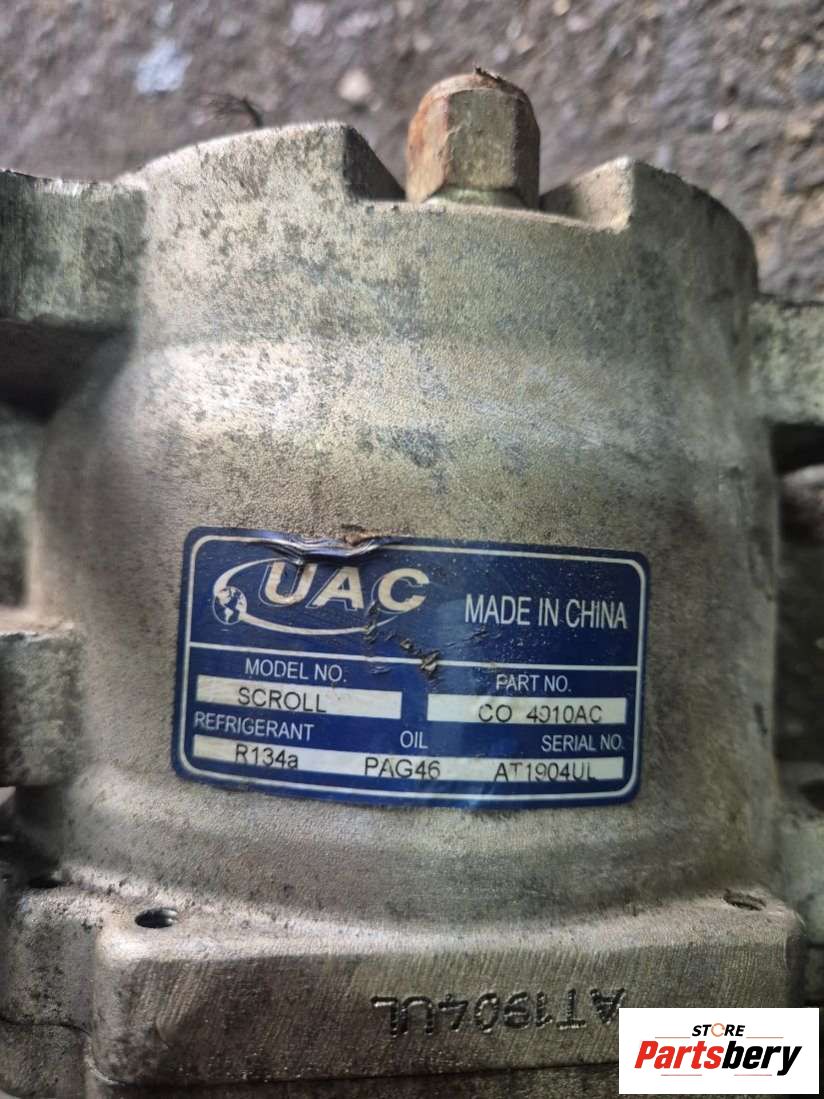 UAC
MADE IN CHINA
MODEL NO.
PART NO.
SCROLL
CO 4910AC
REFRIGERANT
OIL
SERIAL NO.
R134a
PAG46
AT1904UL
AT1904UL
STORE
Partsbery